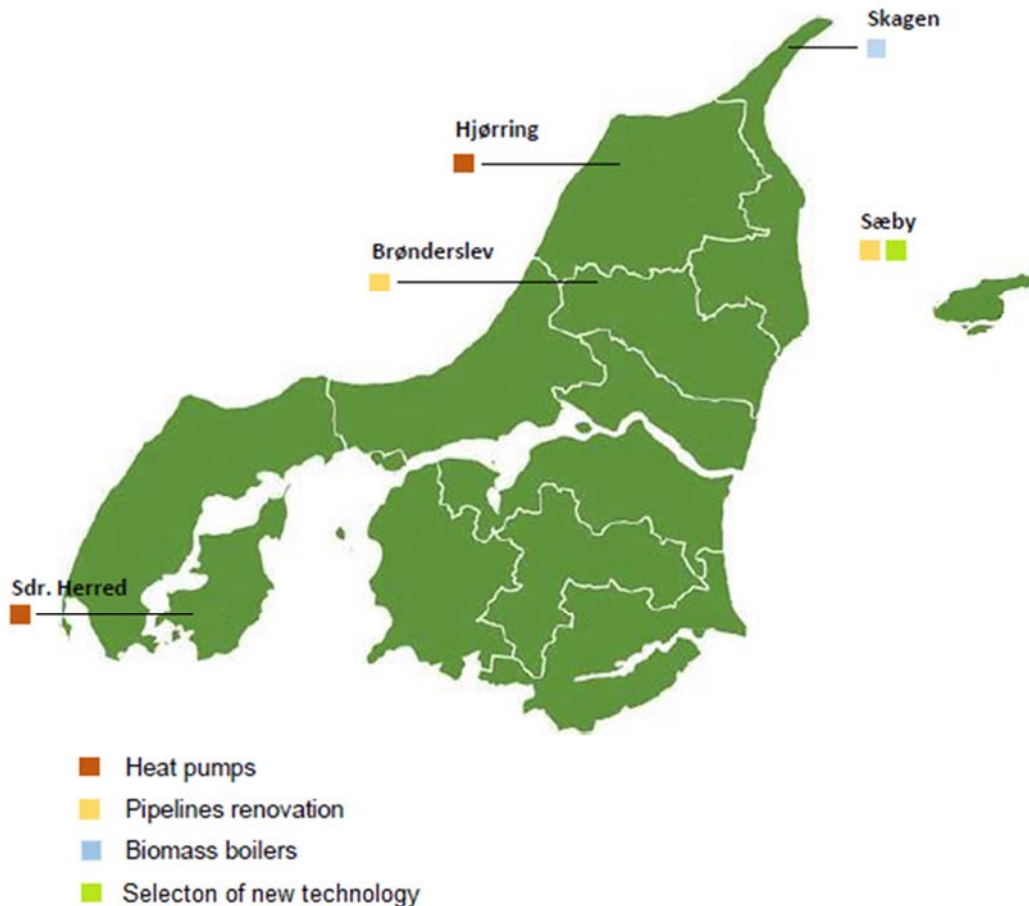 Skagen
Hjørring
Sæby
Brønderslev
Sdr. Herred
Heat pumps
Pipelines renovation
Biomass boilers
Selecton of new technology